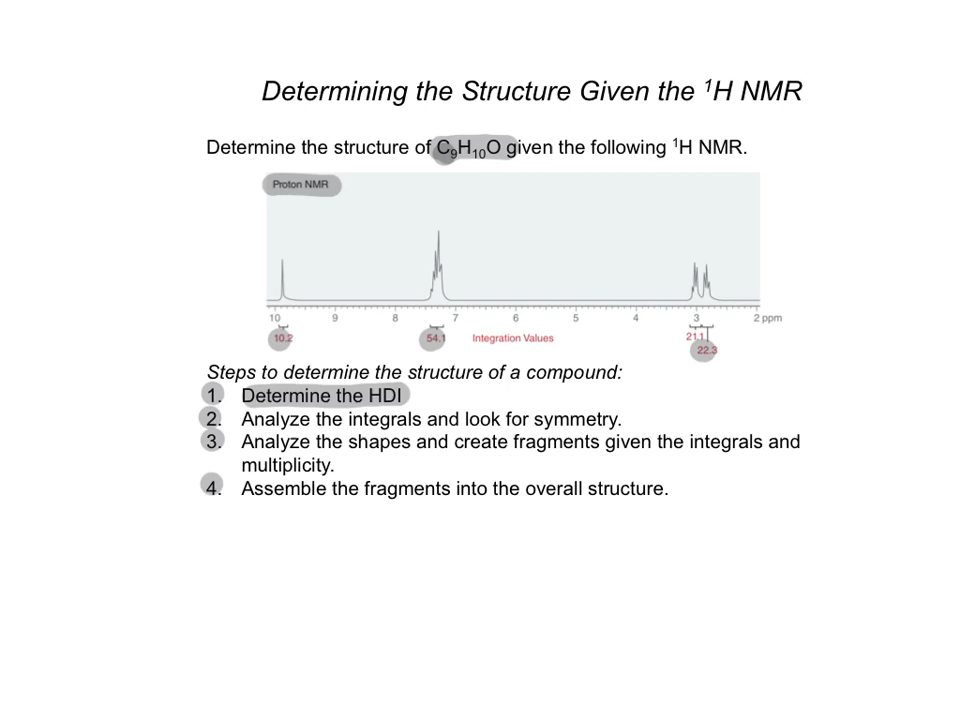 Determining the Structure Given the ¹H NMR
Determine the structure of C₉H₁₀O given the following ¹H NMR.
Proton NMR
10 9 8 7 6 5 4 3 2 ppm
10.2 54.1 Integration Values 21.1
22.3
Steps to determine the structure of a compound:
1. Determine the HDI
2. Analyze the integrals and look for symmetry.
3. Analyze the shapes and create fragments given the integrals and
multiplicity.
4. Assemble the fragments into the overall structure.